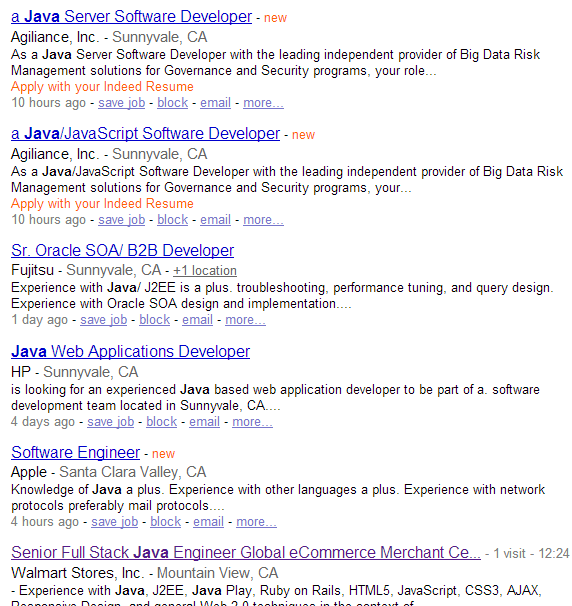 a Java Server Software Developer - new
Agiliance, Inc. - Sunnyvale, CA
As a Java Server Software Developer with the leading independent provider of Big Data Risk
Management solutions for Governance and Security programs, your role...
Apply with your Indeed Resume
10 hours ago - save job - block - email - more...
a Java/JavaScript Software Developer - new
Agiliance, Inc. - Sunnyvale, CA
As a Java/JavaScript Software Developer with the leading independent provider of Big Data Risk
Management solutions for Governance and Security programs, your...
Apply with your Indeed Resume
10 hours ago - save job - block - email - more...
Sr. Oracle SOA/ B2B Developer
Fujitsu - Sunnyvale, CA - +1 location
Experience with Java/ J2EE is a plus. troubleshooting, performance tuning, and query design.
Experience with Oracle SOA design and implementation....
1 day ago - save job - block - email - more...
Java Web Applications Developer
HP - Sunnyvale, CA
is looking for an experienced Java based web application developer to be part of a. software
development team located in Sunnyvale, CA....
4 days ago - save job - block - email - more...
Software Engineer - new
Apple - Santa Clara Valley, CA
Knowledge of Java a plus. Experience with other languages a plus. Experience with network
protocols preferably mail protocols....
4 hours ago - save job - block - email - more...
Senior Full Stack Java Engineer Global eCommerce Merchant Ce... - 1 visit - 12:24
Walmart Stores, Inc. - Mountain View, CA
- Experience with Java, J2EE, Java Play, Ruby on Rails, HTML5, JavaScript, CSS3, AJAX,
Responsive Design, and general Web 2.0 techniques in the context of